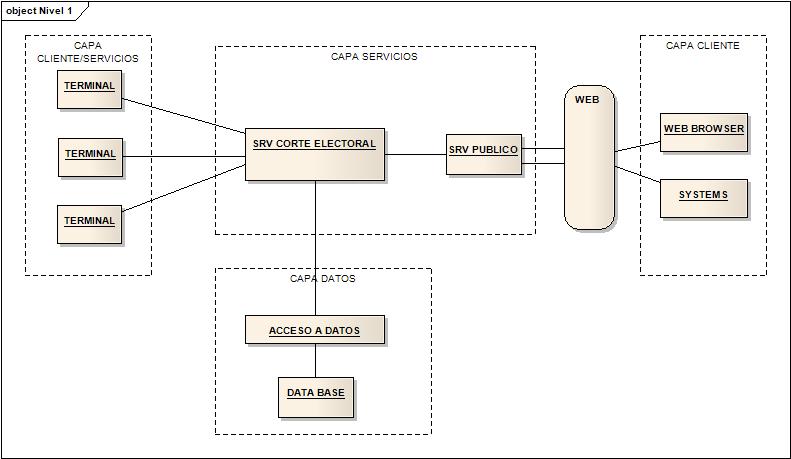 object Nivel 1
CAPA
CLIENTE/SERVICIOS
TERMINAL
TERMINAL
TERMINAL
CAPA SERVICIOS
SRV CORTE ELECTORAL
SRV PUBLICO
WEB
CAPA CLIENTE
WEB BROWSER
SYSTEMS
CAPA DATOS
ACCESO A DATOS
DATA BASE